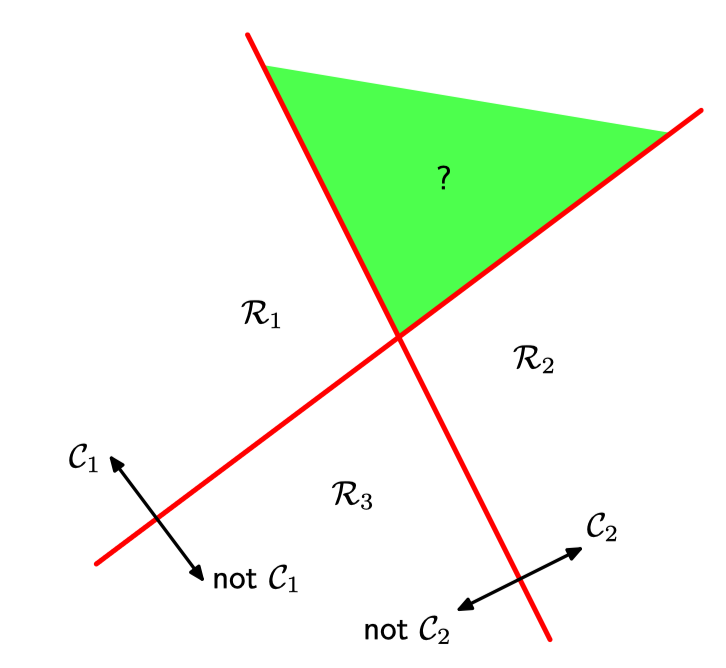 ?
R₁
R₂
C₁
R₃
C₂
not C₁
not C₂